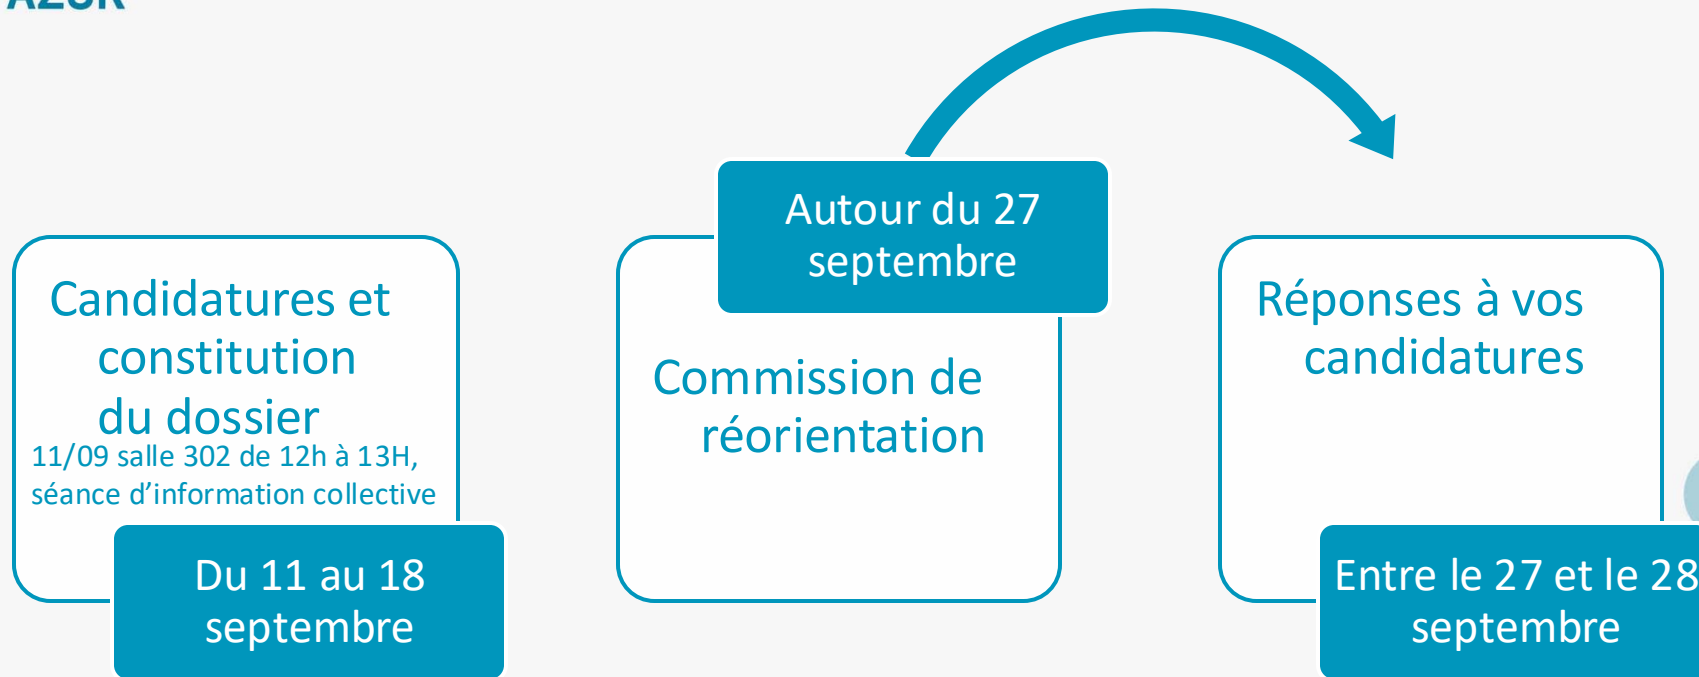 AZUR
Candidatures et
constitution
du dossier
11/09 salle 302 de 12h à 13H,
séance d’information collective
Du 11 au 18
septembre
Autour du 27
septembre
Commission de
réorientation
Réponses à vos
candidatures
Entre le 27 et le 28
septembre